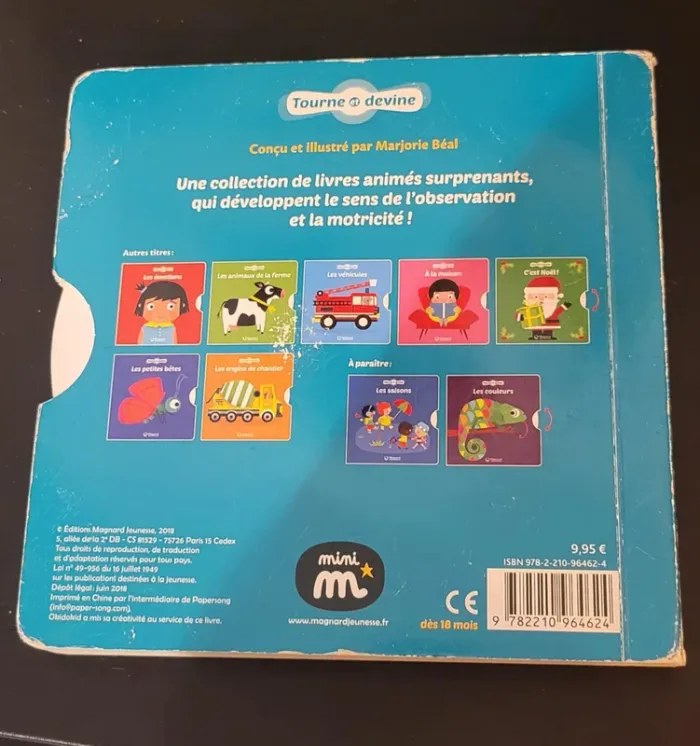 Tourne et devine
Conçu et illustré par Marjorie Béal
Une collection de livres animés surprenants,
qui développent le sens de l'observation
et la motricité !
Autres titres :
Les émotions
Les animaux de la ferme
Les véhicules
À la maison
C'est Noël !
Les petites bêtes
Les engins de chantier
À paraître :
Les saisons
Les couleurs
© Éditions Magnard Jeunesse, 2018
5, allée de la 2e DB - CS 81529 - 75726 Paris 15 Cedex
Tous droits de reproduction, de traduction
et d'adaptation réservés pour tous pays.
Loi n° 49-956 du 16 juillet 1949
sur les publications destinées à la jeunesse.
Dépôt légal : juin 2018
Imprimé en Chine par l'intermédiaire de Papersong
(info@paper-song.com)
Okidokid a mis sa créativité au service de ce livre.
mini
m
www.magnardjeunesse.fr
CE
dès 18 mois
9,95 €
ISBN 978-2-210-96462-4
9 782210 964624